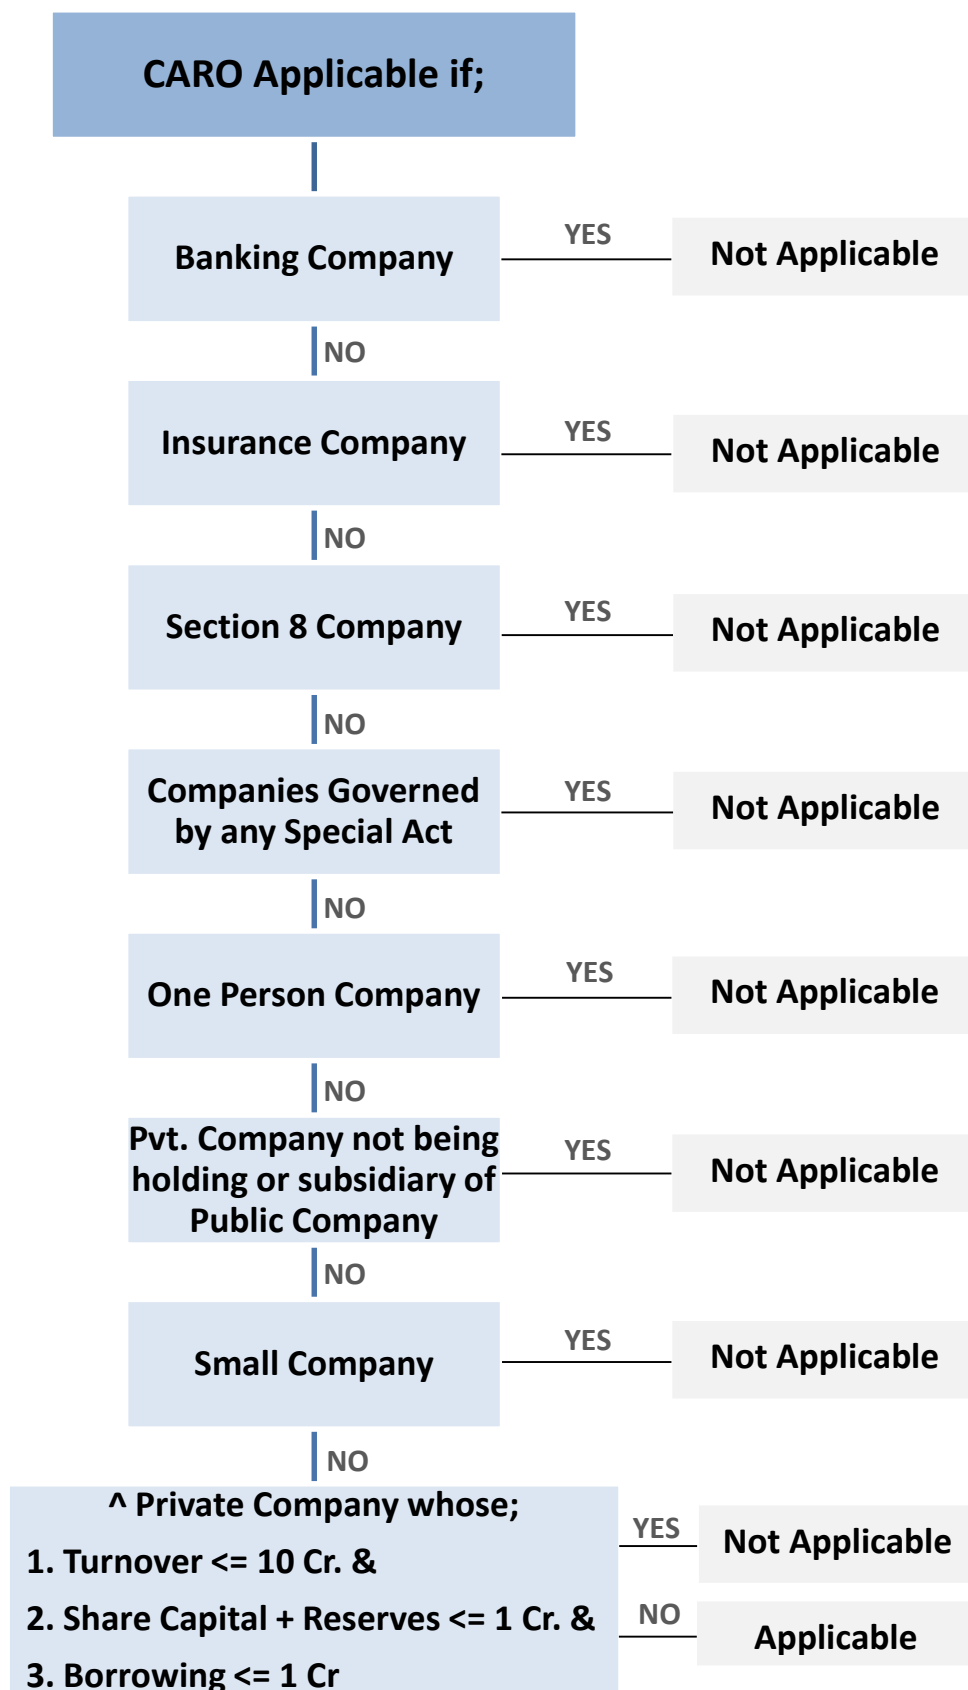 CARO Applicable if;
Banking Company
YES
Not Applicable
NO
Insurance Company
YES
Not Applicable
NO
Section 8 Company
YES
Not Applicable
NO
Companies Governed
by any Special Act
YES
Not Applicable
NO
One Person Company
YES
Not Applicable
NO
Pvt. Company not being
holding or subsidiary of
Public Company
YES
Not Applicable
NO
Small Company
YES
Not Applicable
NO
^ Private Company whose;
1. Turnover <= 10 Cr. &
2. Share Capital + Reserves <= 1 Cr. &
3. Borrowing <= 1 Cr
YES
Not Applicable
NO
Applicable